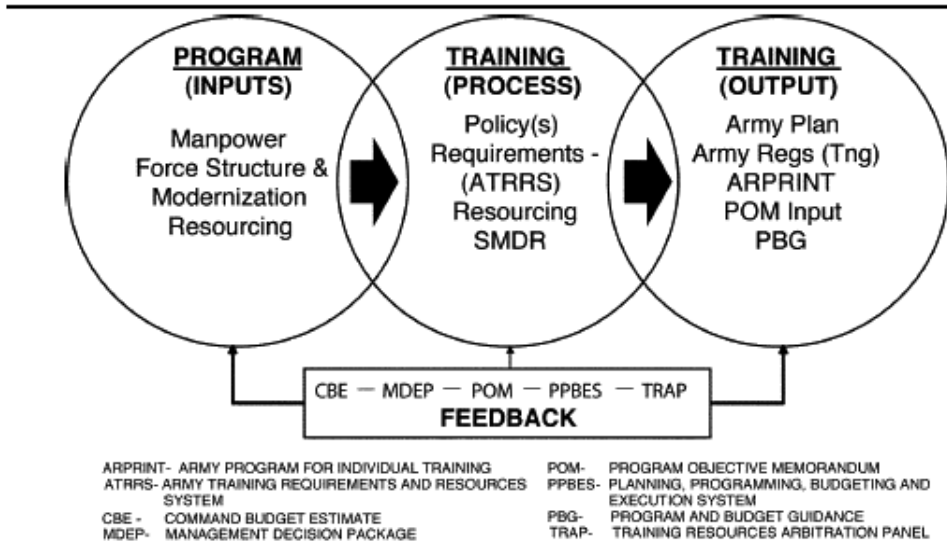 PROGRAM
(INPUTS)
Manpower
Force Structure &
Modernization
Resourcing
TRAINING
(PROCESS)
Policy(s)
Requirements -
(ATRRS)
Resourcing
SMDR
TRAINING
(OUTPUT)
Army Plan
Army Regs (Tng)
ARPRINT
POM Input
PBG
CBE — MDEP — POM — PPBES — TRAP
FEEDBACK
ARPRINT- ARMY PROGRAM FOR INDIVIDUAL TRAINING
ATRRS- ARMY TRAINING REQUIREMENTS AND RESOURCES
SYSTEM
CBE - COMMAND BUDGET ESTIMATE
MDEP- MANAGEMENT DECISION PACKAGE
POM- PROGRAM OBJECTIVE MEMORANDUM
PPBES- PLANNING, PROGRAMMING, BUDGETING AND
EXECUTION SYSTEM
PBG- PROGRAM AND BUDGET GUIDANCE
TRAP- TRAINING RESOURCES ARBITRATION PANEL